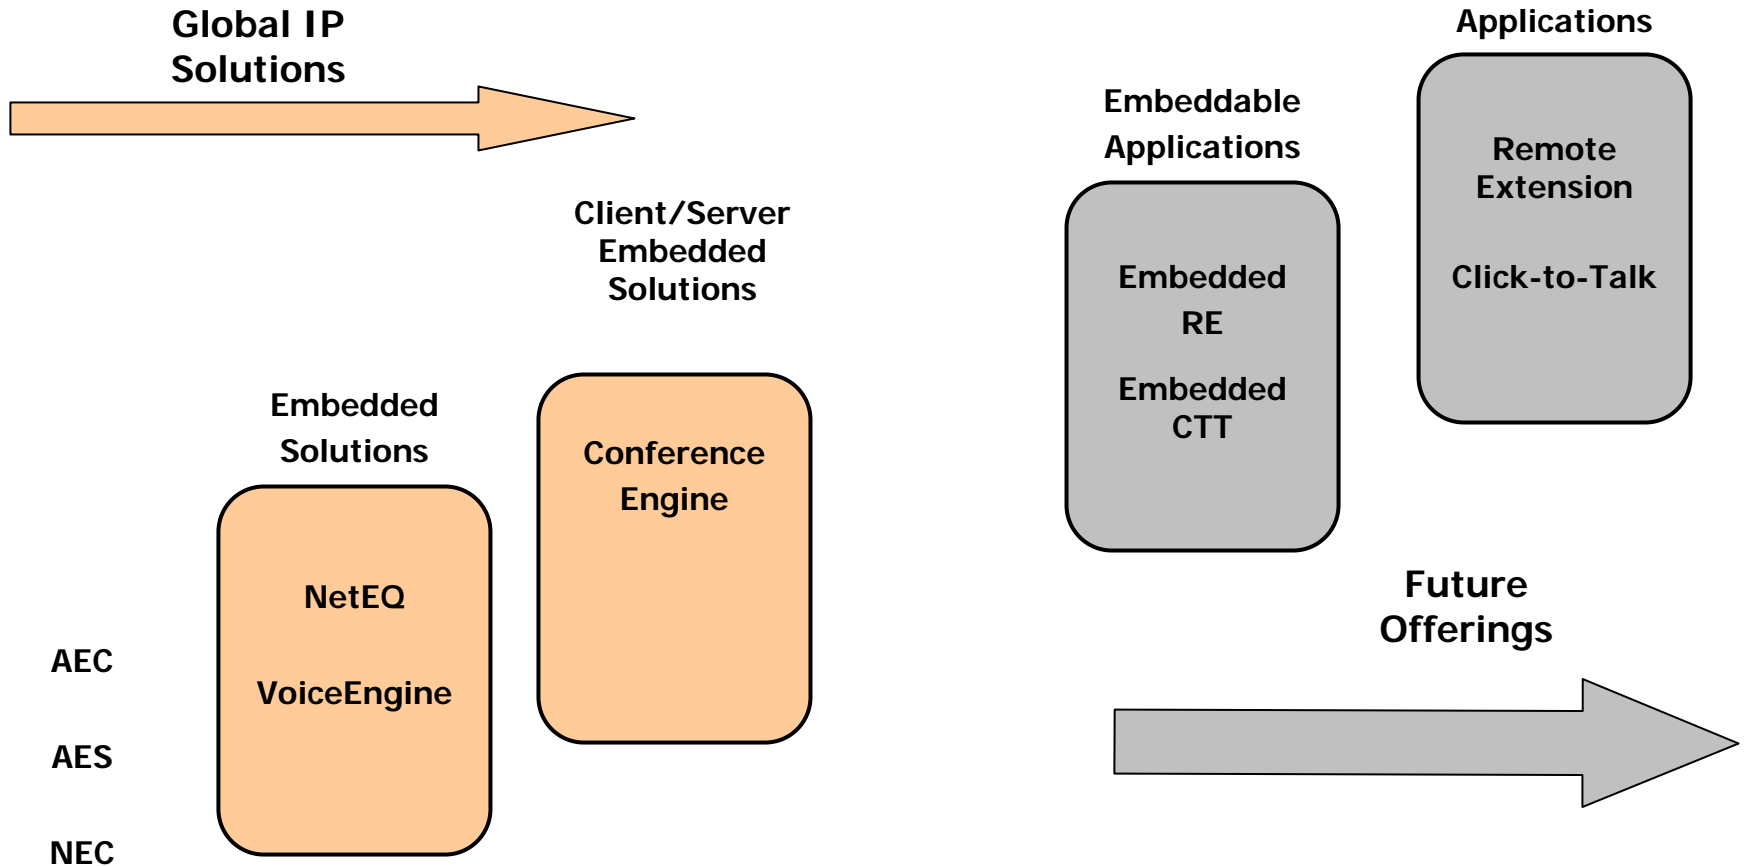 Global IP
Solutions
Client/Server
Embedded
Solutions
Embedded
Solutions
Conference
Engine
NetEQ
VoiceEngine
AEC
AES
NEC
Applications
Embeddable
Applications
Remote
Extension
Click-to-Talk
Embedded
RE
Embedded
CTT
Future
Offerings